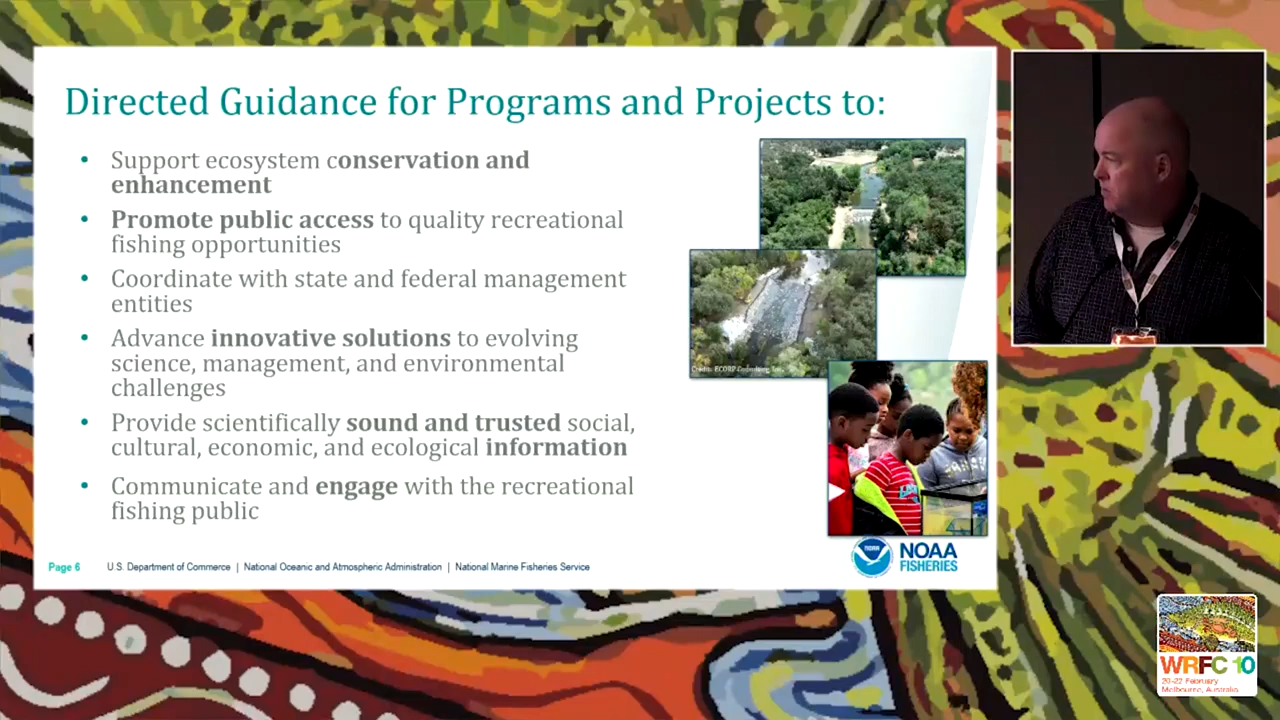 Directed Guidance for Programs and Projects to:
• Support ecosystem conservation and
enhancement
• Promote public access to quality recreational
fishing opportunities
• Coordinate with state and federal management
entities
• Advance innovative solutions to evolving
science, management, and environmental
challenges
• Provide scientifically sound and trusted social,
cultural, economic, and ecological information
• Communicate and engage with the recreational
fishing public
Page 6 U.S. Department of Commerce | National Oceanic and Atmospheric Administration | National Marine Fisheries Service
NOAA
NOAA
FISHERIES
WRFC 10
20-22 February
Melbourne, Australia